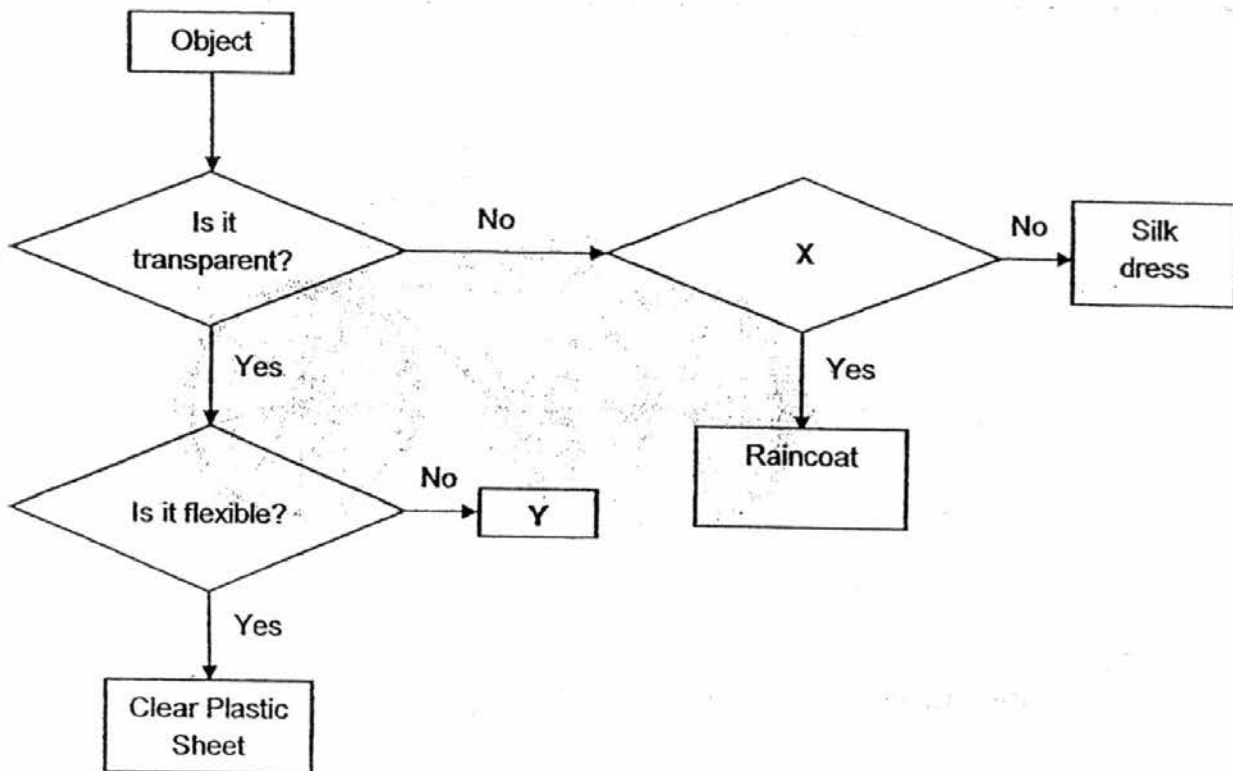 Object
Is it
transparent?
No
X
No
Silk
dress
Yes
Yes
Raincoat
Is it flexible?
No
Y
Yes
Clear Plastic
Sheet